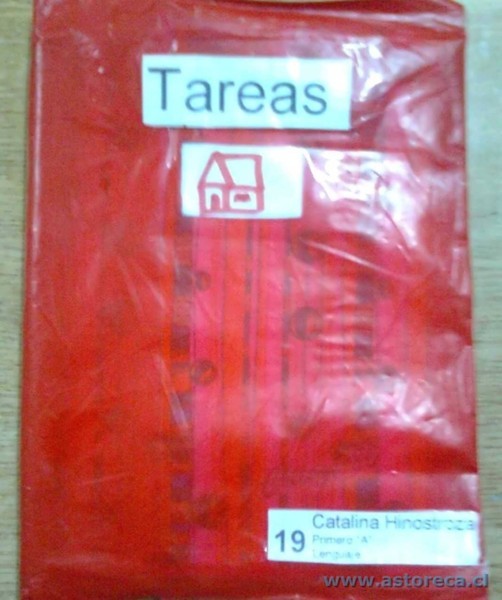 Tareas
19
Catalina Hinostroza
Primero "A"
Lenguaje
www.astoreca.cl